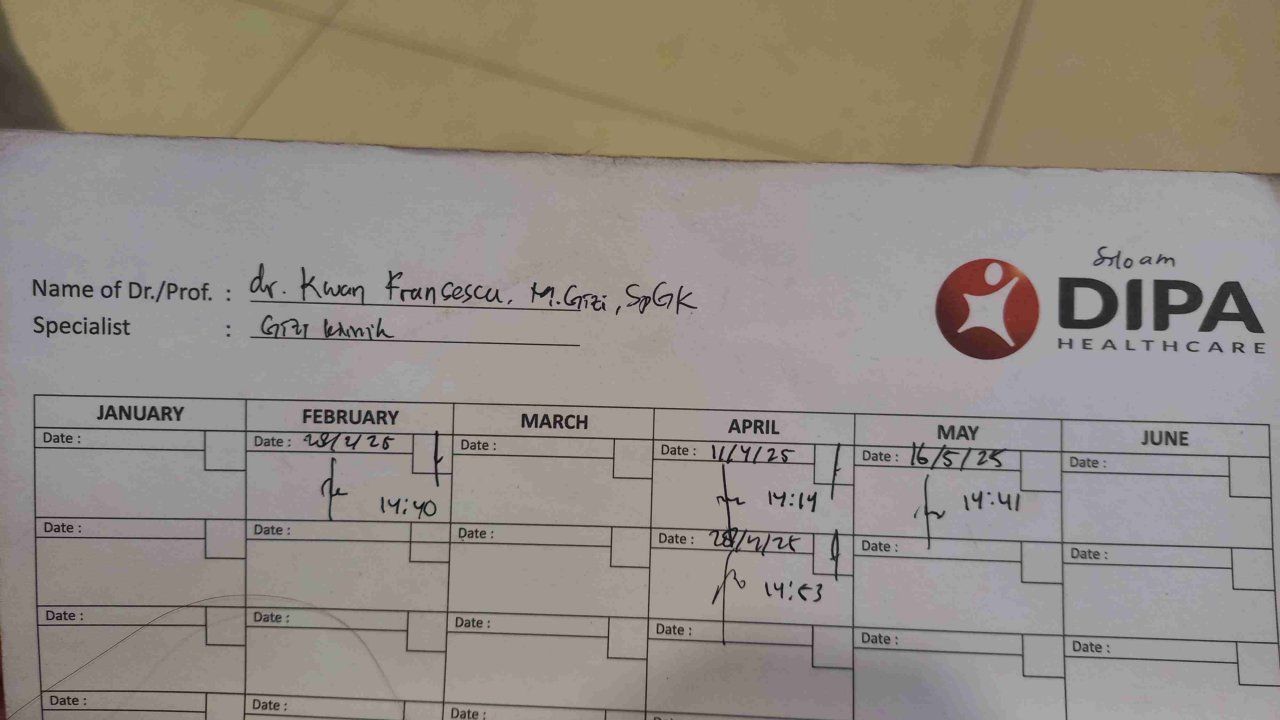 Siloam
DIPA
HEALTHCARE
Name of Dr./Prof. : dr. Kwan Francesca, M.Gizi, SpGK
Specialist : Gizi klinik
JANUARY FEBRUARY MARCH APRIL MAY JUNE
Date : Date : 28/2/25 Date : Date : 11/4/25 Date : 16/5/25 Date :
14:40 14:14 14:41
Date : Date : Date : Date : 28/4/25 Date : Date :
14:53
Date : Date : Date : Date : Date : Date :
Date : Date : Date :